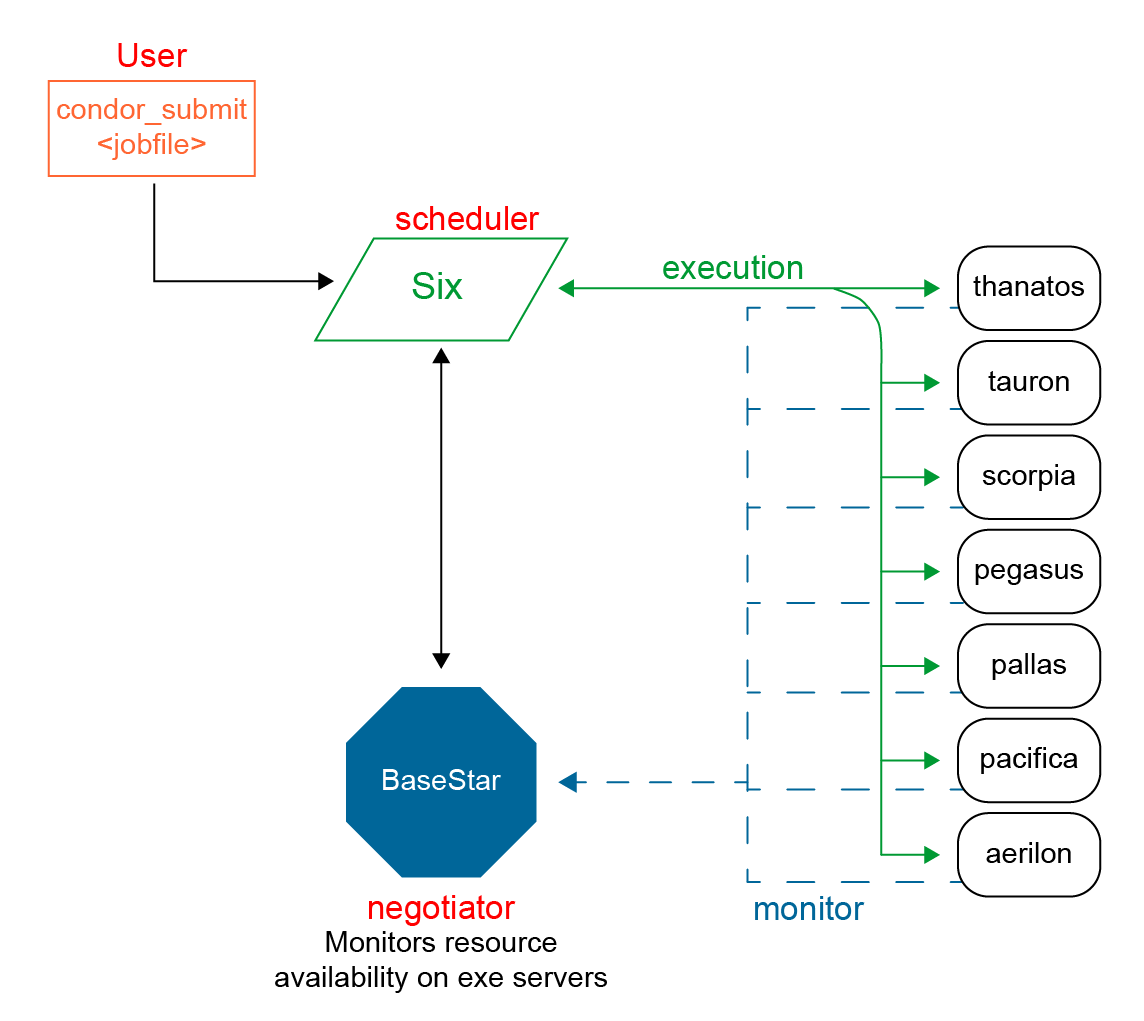 User
condor_submit
<jobfile>
scheduler
Six
execution
thanatos
tauron
scorpia
pegasus
pallas
pacifica
aerilon
BaseStar
negotiator
Monitors resource
availability on exe servers
monitor